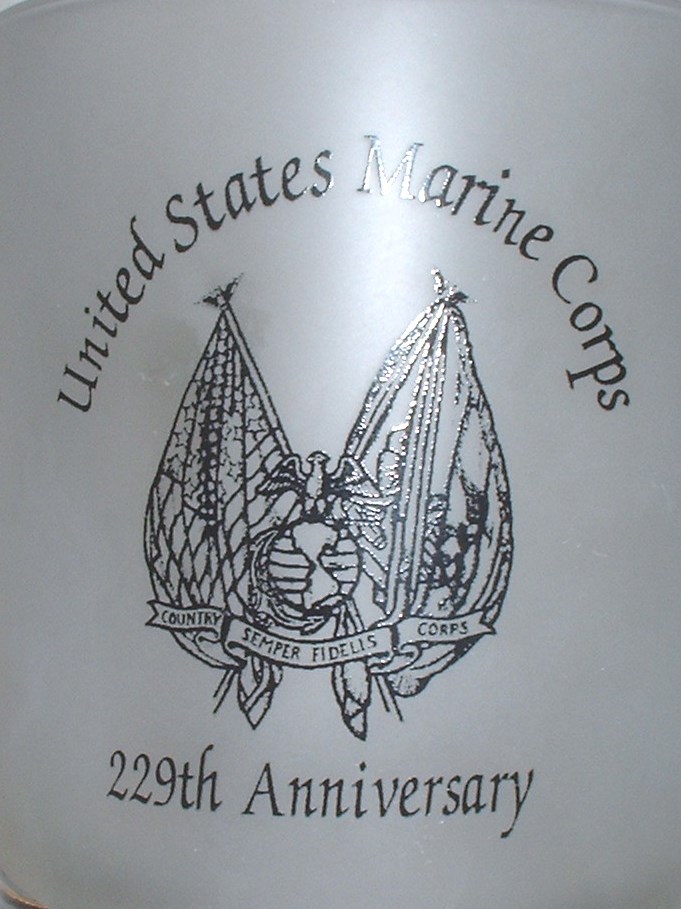 United States Marine Corps
COUNTRY
SEMPER FIDELIS
CORPS
229th Anniversary